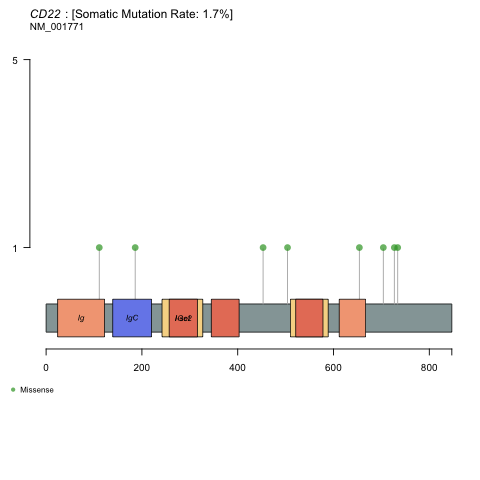 CD22 : [Somatic Mutation Rate: 1.7%]
NM_001771
5
1
Ig IgC
0 200 400 600 800
Missense